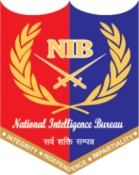 NIB
National Intelligence Bureau
सर्व शक्ति सम्पन्न
• INTEGRITY • INDEPENDENCE • IMPARTIALITY •